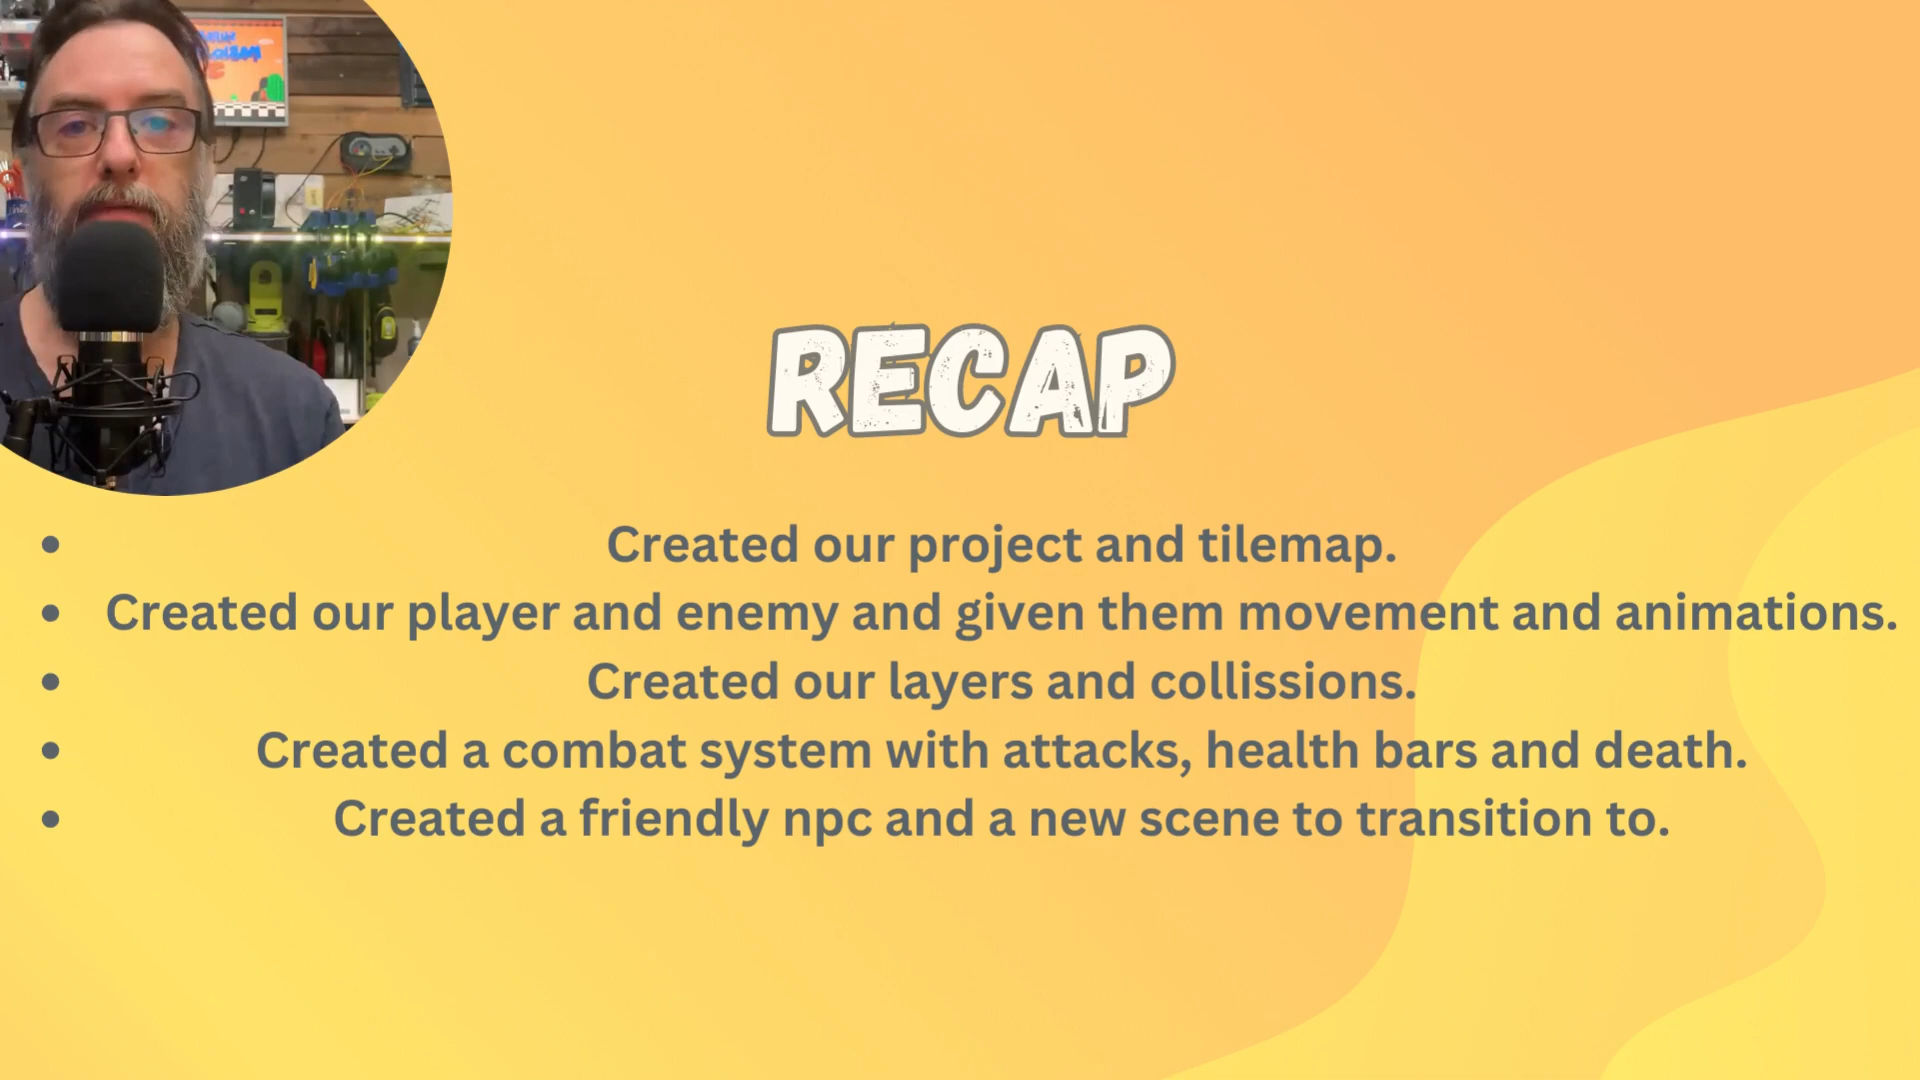 RECAP
Created our project and tilemap.
Created our player and enemy and given them movement and animations.
Created our layers and collissions.
Created a combat system with attacks, health bars and death.
Created a friendly npc and a new scene to transition to.